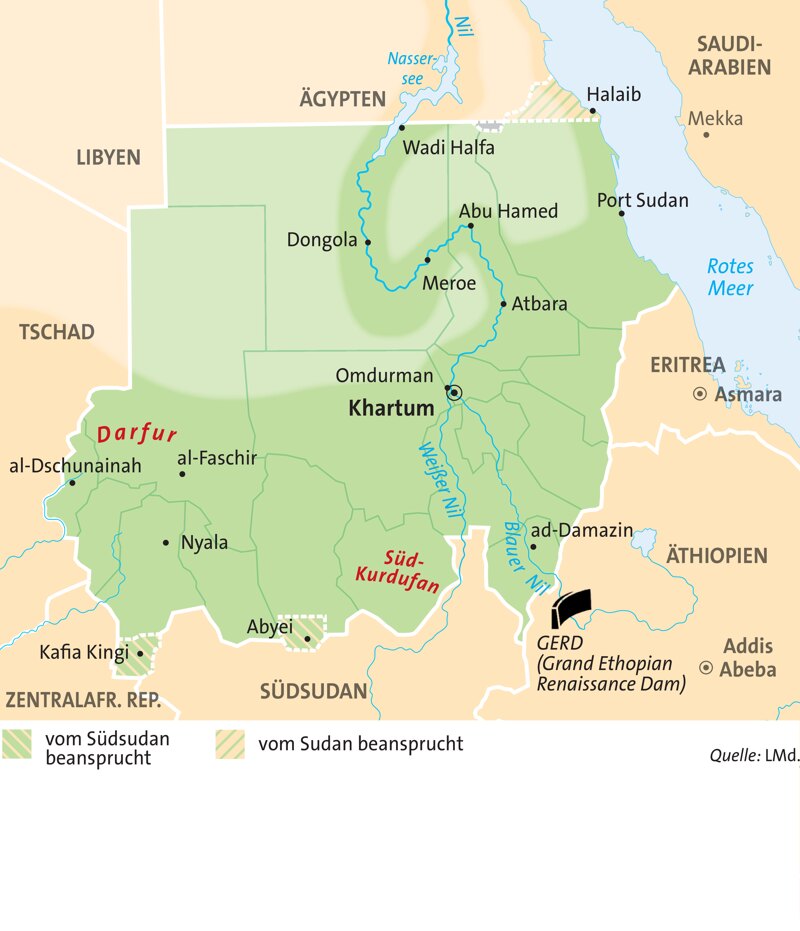 Nil
SAUDI-
ARABIEN
Nasser-
see
ÄGYPTEN
Halaib
Mekka
Wadi Halfa
LIBYEN
Port Sudan
Abu Hamed
Dongola
Rotes
Meer
Meroe
Atbara
TSCHAD
ERITREA
Omdurman
Asmara
Khartum
Darfur
al-Faschir
al-Dschunainah
Weißer Nil
ad-Damazin
Nyala
Blauer Nil
ÄTHIOPIEN
Süd-
Kurdufan
Abyei
GERD
(Grand Ethopian
Renaissance Dam)
Addis
Abeba
Kafia Kingi
SÜDSUDAN
ZENTRALAFR. REP.
vom Südsudan
beansprucht
vom Sudan beansprucht
Quelle: LMd.